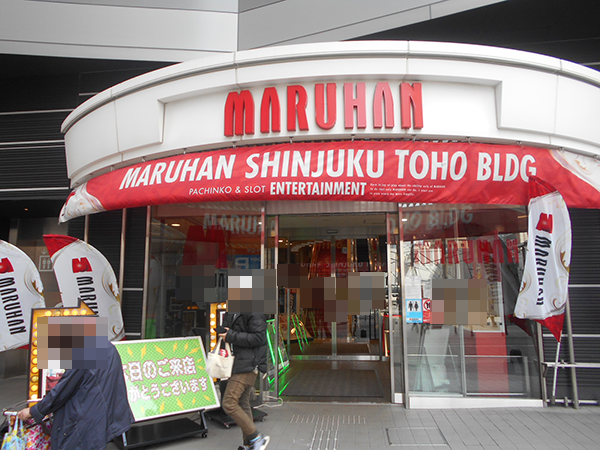 MARUHAN
MARUHAN SHINJUKU TOHO BLDG
PACHINKO & SLOT ENTERTAINMENT
MARUHAN
MARUHAN
MARUHAN
日のご来店
がとうございます